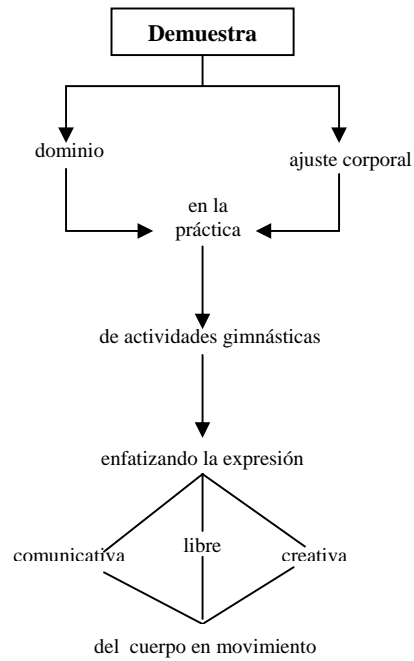 Demuestra
dominio
ajuste corporal
en la
práctica
de actividades gimnásticas
enfatizando la expresión
comunicativa
libre
creativa
del cuerpo en movimiento